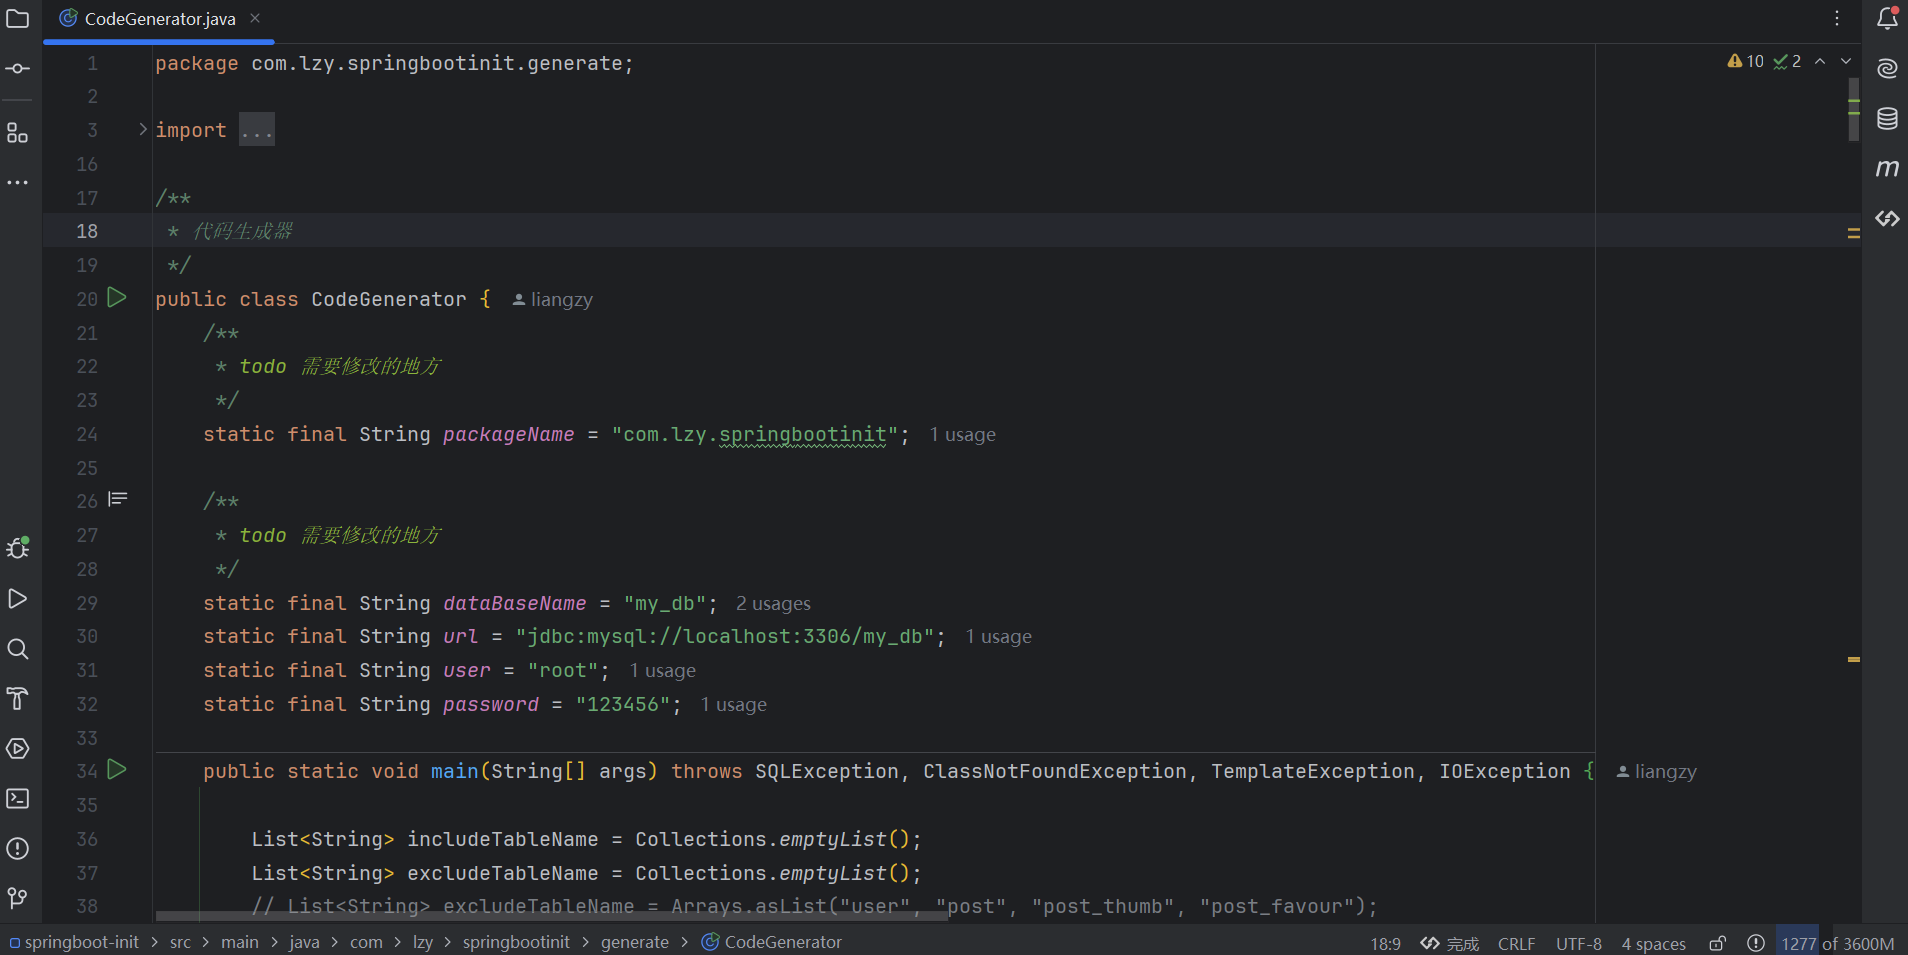 CodeGenerator.java
10 2
1 package com.lzy.springbootinit.generate;
2
3 import ...
16
17 /**
18 * 代码生成器
19 */
20 public class CodeGenerator { liangzy
21 /**
22 * todo 需要修改的地方
23 */
24 static final String packageName = "com.lzy.springbootinit"; 1 usage
25
26 /**
27 * todo 需要修改的地方
28 */
29 static final String dataBaseName = "my_db"; 2 usages
30 static final String url = "jdbc:mysql://localhost:3306/my_db"; 1 usage
31 static final String user = "root"; 1 usage
32 static final String password = "123456"; 1 usage
33
34 public static void main(String[] args) throws SQLException, ClassNotFoundException, TemplateException, IOException { liangzy
35
36 List<String> includeTableName = Collections.emptyList();
37 List<String> excludeTableName = Collections.emptyList();
38 // List<String> excludeTableName = Arrays.asList("user", "post", "post_thumb", "post_favour");
springboot-init > src > main > java > com > lzy > springbootinit > generate > CodeGenerator 18:9 完成 CRLF UTF-8 4 spaces 1277 of 3600M